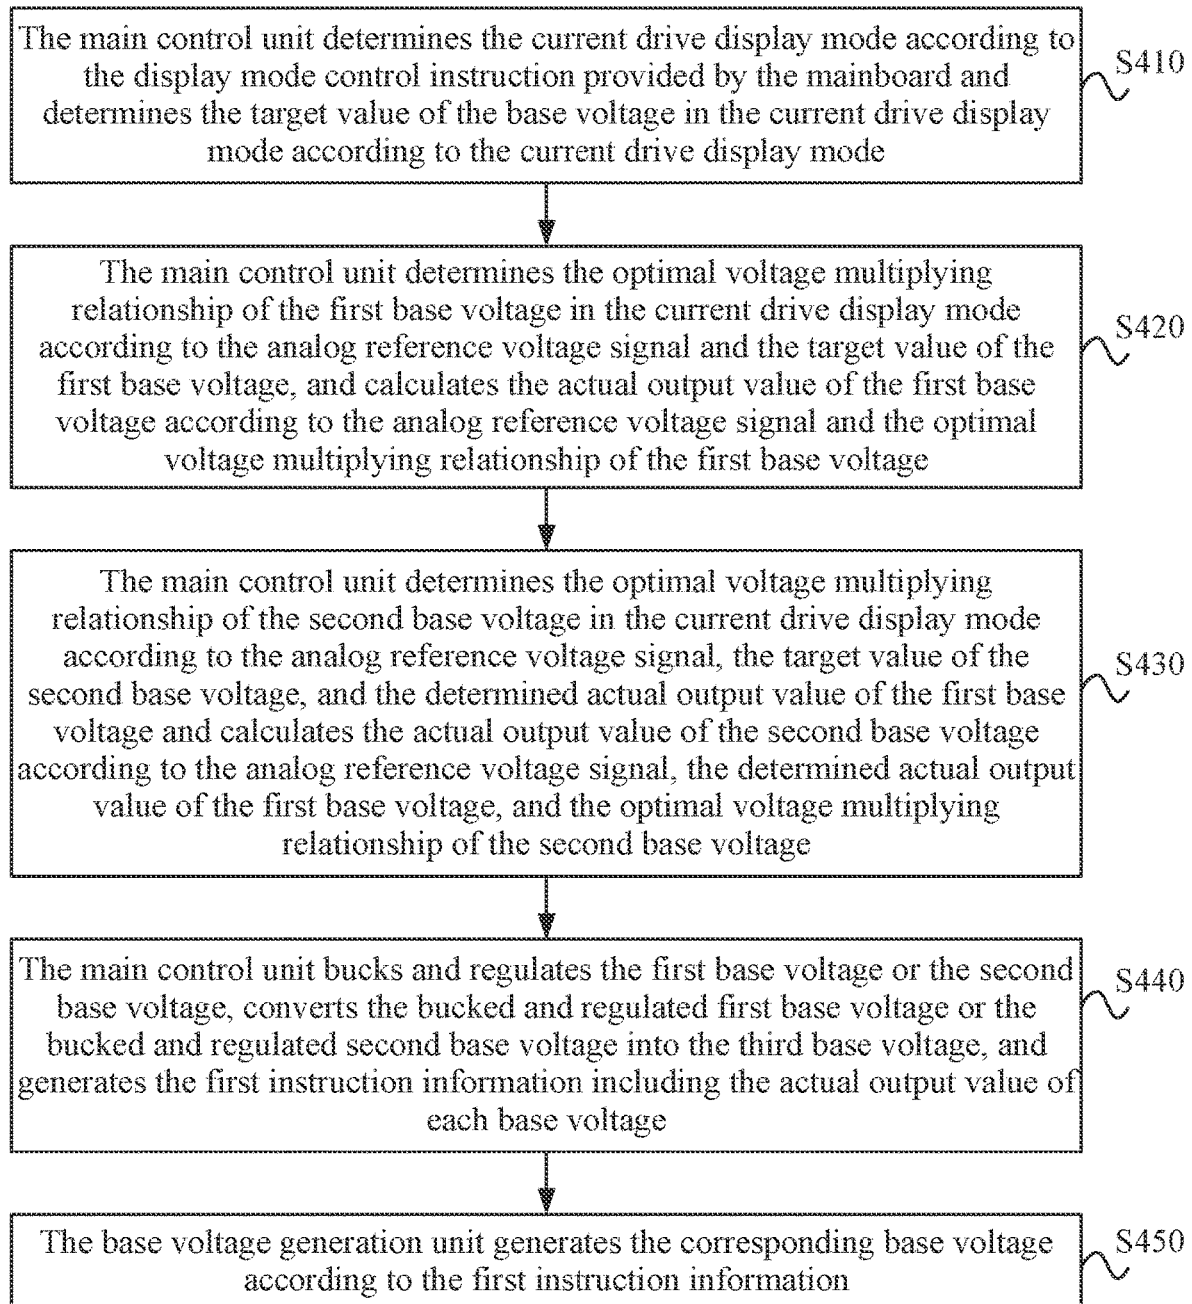 The main control unit determines the current drive display mode according to
the display mode control instruction provided by the mainboard and
determines the target value of the base voltage in the current drive display
mode according to the current drive display mode
S410
The main control unit determines the optimal voltage multiplying
relationship of the first base voltage in the current drive display mode
according to the analog reference voltage signal and the target value of the
first base voltage, and calculates the actual output value of the first base
voltage according to the analog reference voltage signal and the optimal
voltage multiplying relationship of the first base voltage
S420
The main control unit determines the optimal voltage multiplying
relationship of the second base voltage in the current drive display mode
according to the analog reference voltage signal, the target value of the
second base voltage, and the determined actual output value of the first base
voltage and calculates the actual output value of the second base voltage
according to the analog reference voltage signal, the determined actual output
value of the first base voltage, and the optimal voltage multiplying
relationship of the second base voltage
S430
The main control unit bucks and regulates the first base voltage or the second
base voltage, converts the bucked and regulated first base voltage or the
bucked and regulated second base voltage into the third base voltage, and
generates the first instruction information including the actual output value of
each base voltage
S440
The base voltage generation unit generates the corresponding base voltage
according to the first instruction information
S450